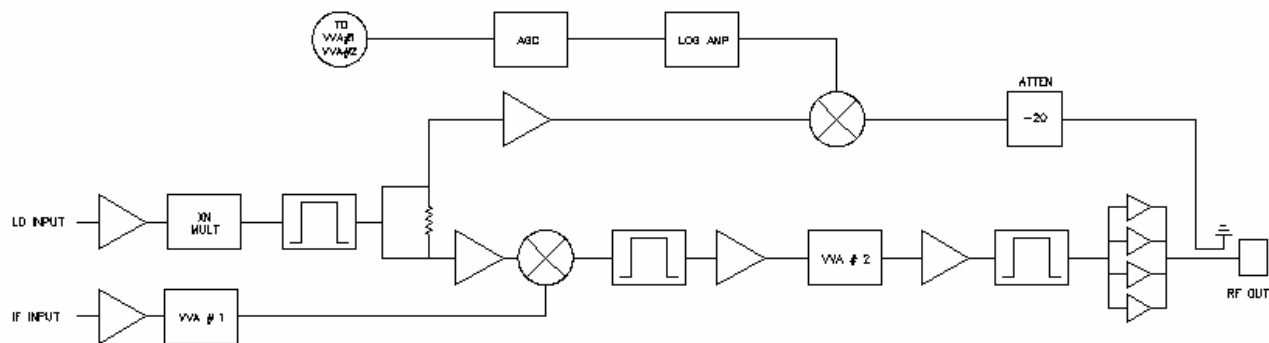 TO
VVA#1
VVA#2
AGC
LOG AMP
ATTEN
-20
LO INPUT
XN
MULT
VVA # 2
RF OUT
IF INPUT
VVA # 1